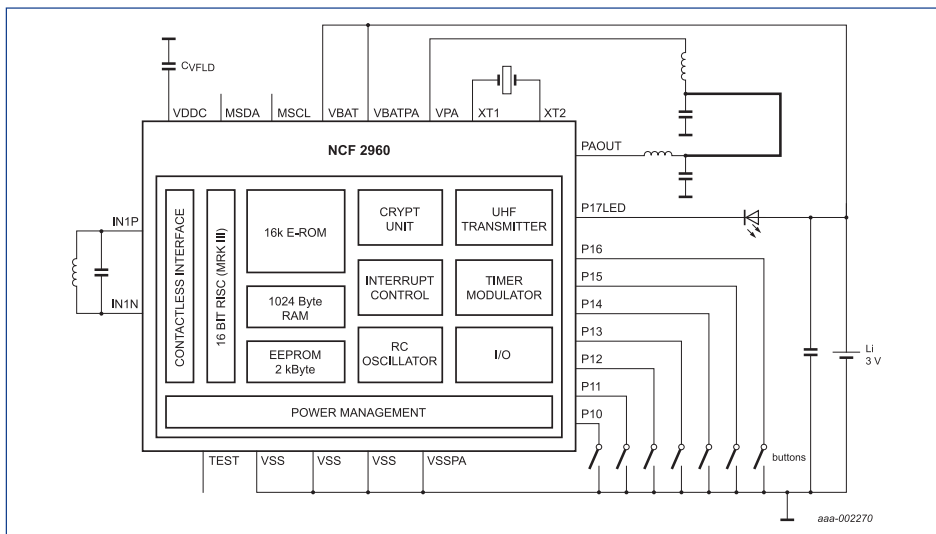 CVFLD
VDDC
MSDA
MSCL
VBAT
VBATPA
VPA
XT1
XT2
NCF 2960
PAOUT
IN1P
IN1N
CONTACTLESS INTERFACE
16 BIT RISC (MRK III)
16k E-ROM
CRYPT
UNIT
UHF
TRANSMITTER
P17LED
P16
1024 Byte
RAM
INTERRUPT
CONTROL
TIMER
MODULATOR
P15
P14
P13
EEPROM
2 kByte
RC
OSCILLATOR
I/O
P12
P11
P10
POWER MANAGEMENT
Li
3 V
TEST
VSS
VSS
VSS
VSSPA
buttons
aaa-002270